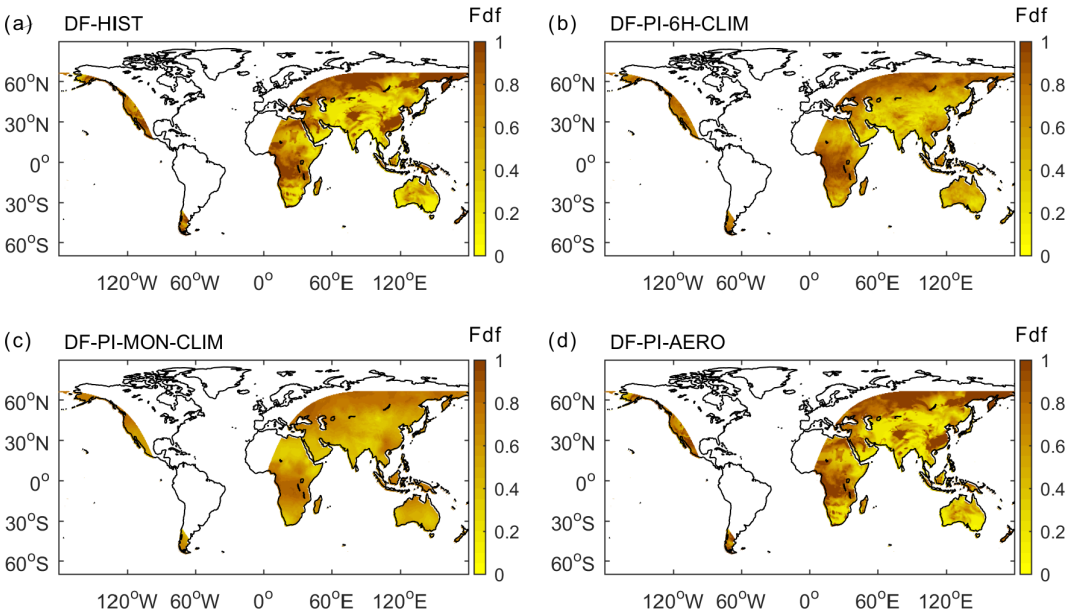 (a) DF-HIST Fdf
1
60°N 0.8
30°N 0.6
0° 0.4
30°S 0.2
60°S 0
120°W 60°W 0° 60°E 120°E
(b) DF-PI-6H-CLIM Fdf
1
60°N 0.8
30°N 0.6
0° 0.4
30°S 0.2
60°S 0
120°W 60°W 0° 60°E 120°E
(c) DF-PI-MON-CLIM Fdf
1
60°N 0.8
30°N 0.6
0° 0.4
30°S 0.2
60°S 0
120°W 60°W 0° 60°E 120°E
(d) DF-PI-AERO Fdf
1
60°N 0.8
30°N 0.6
0° 0.4
30°S 0.2
60°S 0
120°W 60°W 0° 60°E 120°E